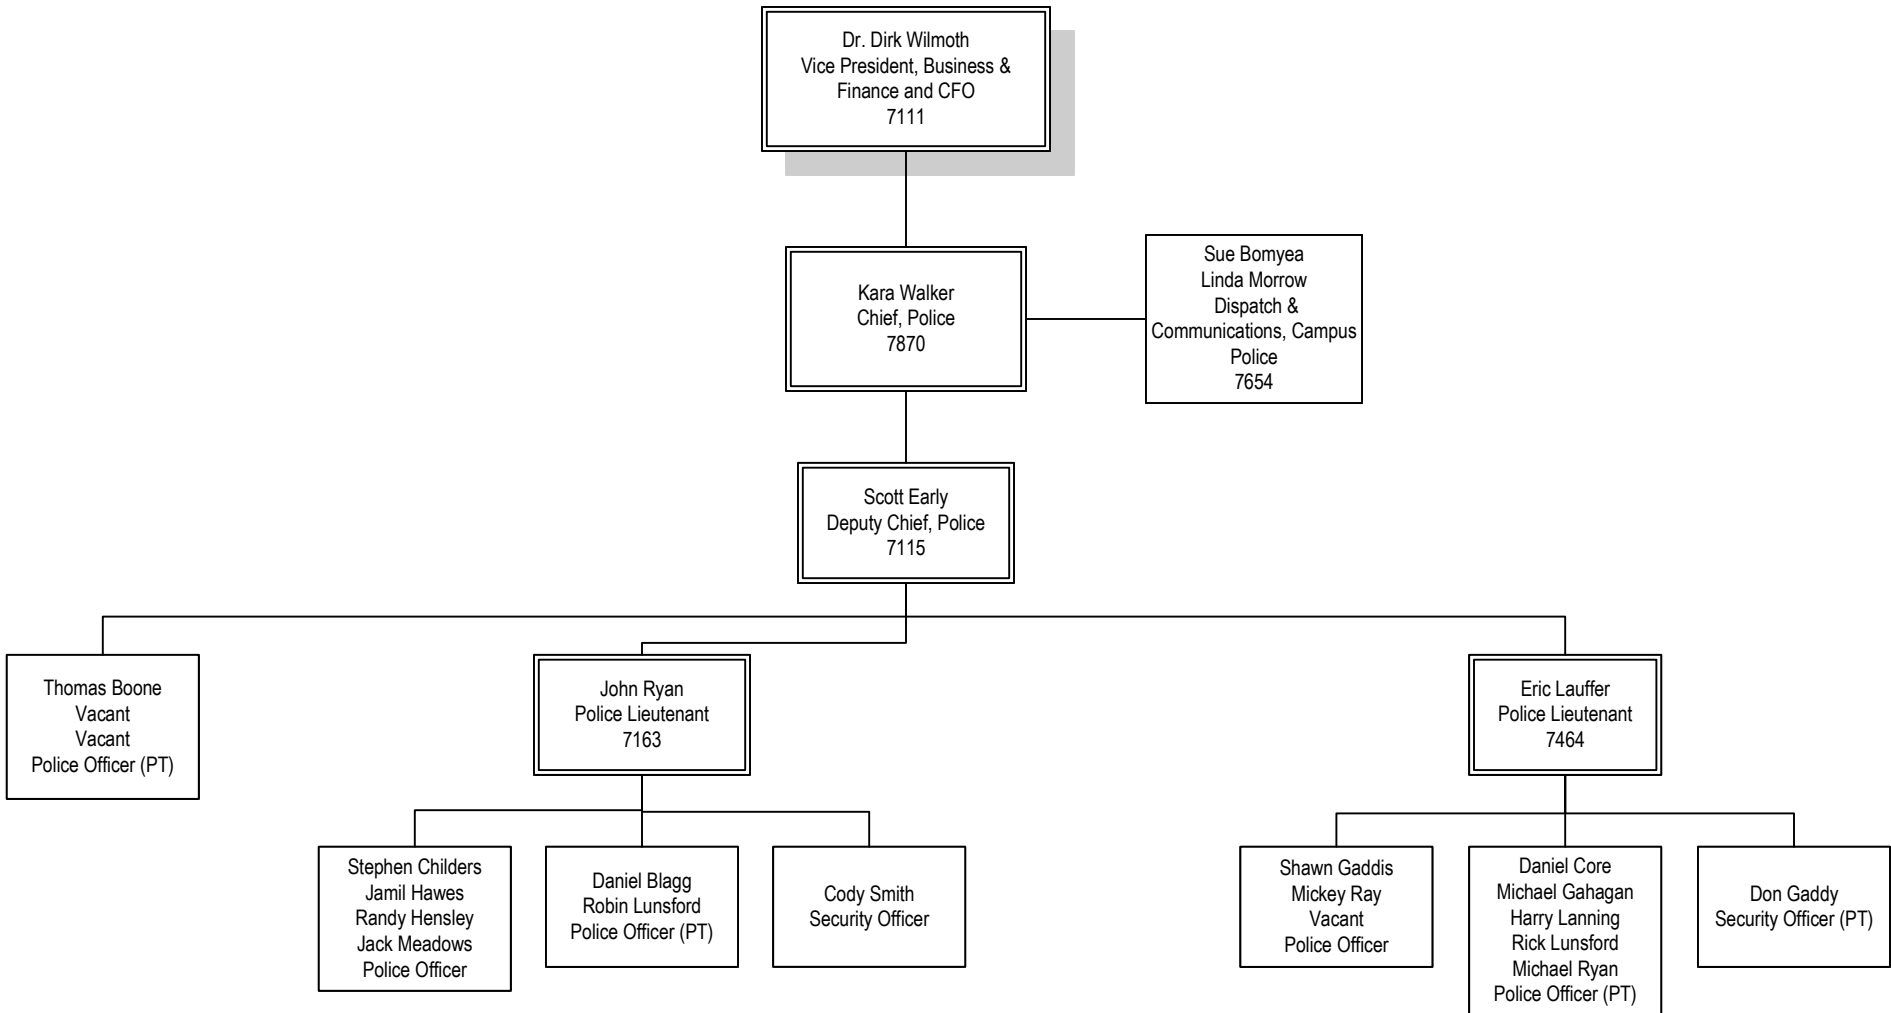 Dr. Dirk Wilmoth
Vice President, Business &
Finance and CFO
7111
Kara Walker
Chief, Police
7870
Sue Bomyea
Linda Morrow
Dispatch &
Communications, Campus
Police
7654
Scott Early
Deputy Chief, Police
7115
Thomas Boone
Vacant
Vacant
Police Officer (PT)
John Ryan
Police Lieutenant
7163
Eric Lauffer
Police Lieutenant
7464
Stephen Childers
Jamil Hawes
Randy Hensley
Jack Meadows
Police Officer
Daniel Blagg
Robin Lunsford
Police Officer (PT)
Cody Smith
Security Officer
Shawn Gaddis
Mickey Ray
Vacant
Police Officer
Daniel Core
Michael Gahagan
Harry Lanning
Rick Lunsford
Michael Ryan
Police Officer (PT)
Don Gaddy
Security Officer (PT)